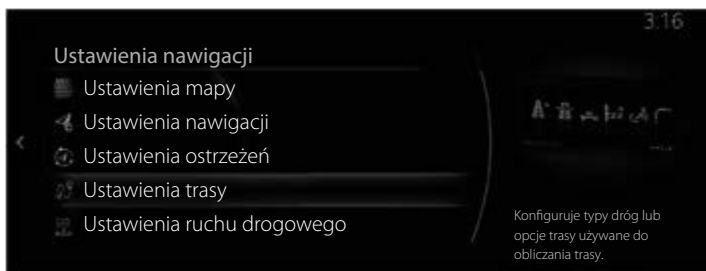 3.16
Ustawienia nawigacji
Ustawienia mapy
Ustawienia nawigacji
Ustawienia ostrzeżeń
Ustawienia trasy
Ustawienia ruchu drogowego
Konfiguruje typy dróg lub
opcje trasy używane do
obliczania trasy.